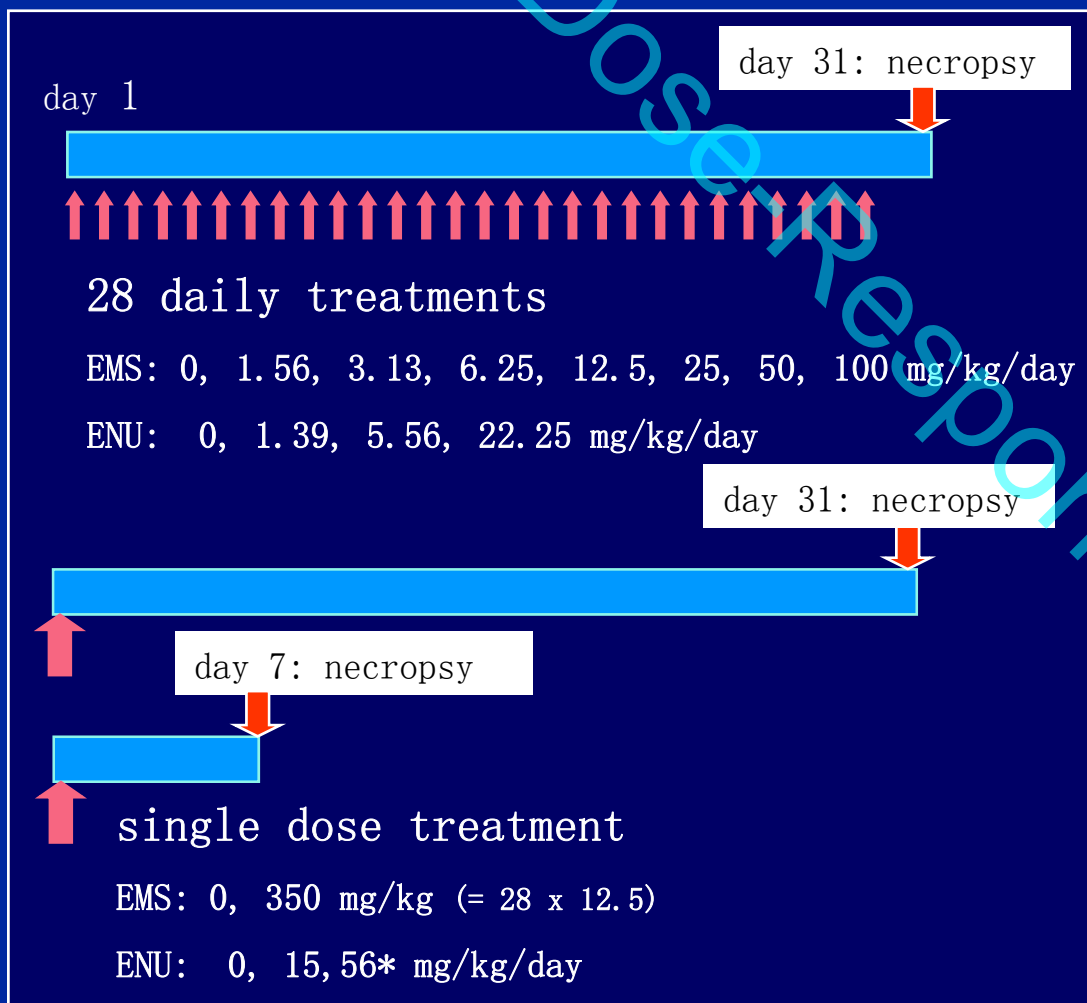 day 31: necropsy
day 1
28 daily treatments
EMS: 0, 1.56, 3.13, 6.25, 12.5, 25, 50, 100 mg/kg/day
ENU: 0, 1.39, 5.56, 22.25 mg/kg/day
day 31: necropsy
day 7: necropsy
single dose treatment
EMS: 0, 350 mg/kg (= 28 x 12.5)
ENU: 0, 15,56* mg/kg/day
Dose-Respon